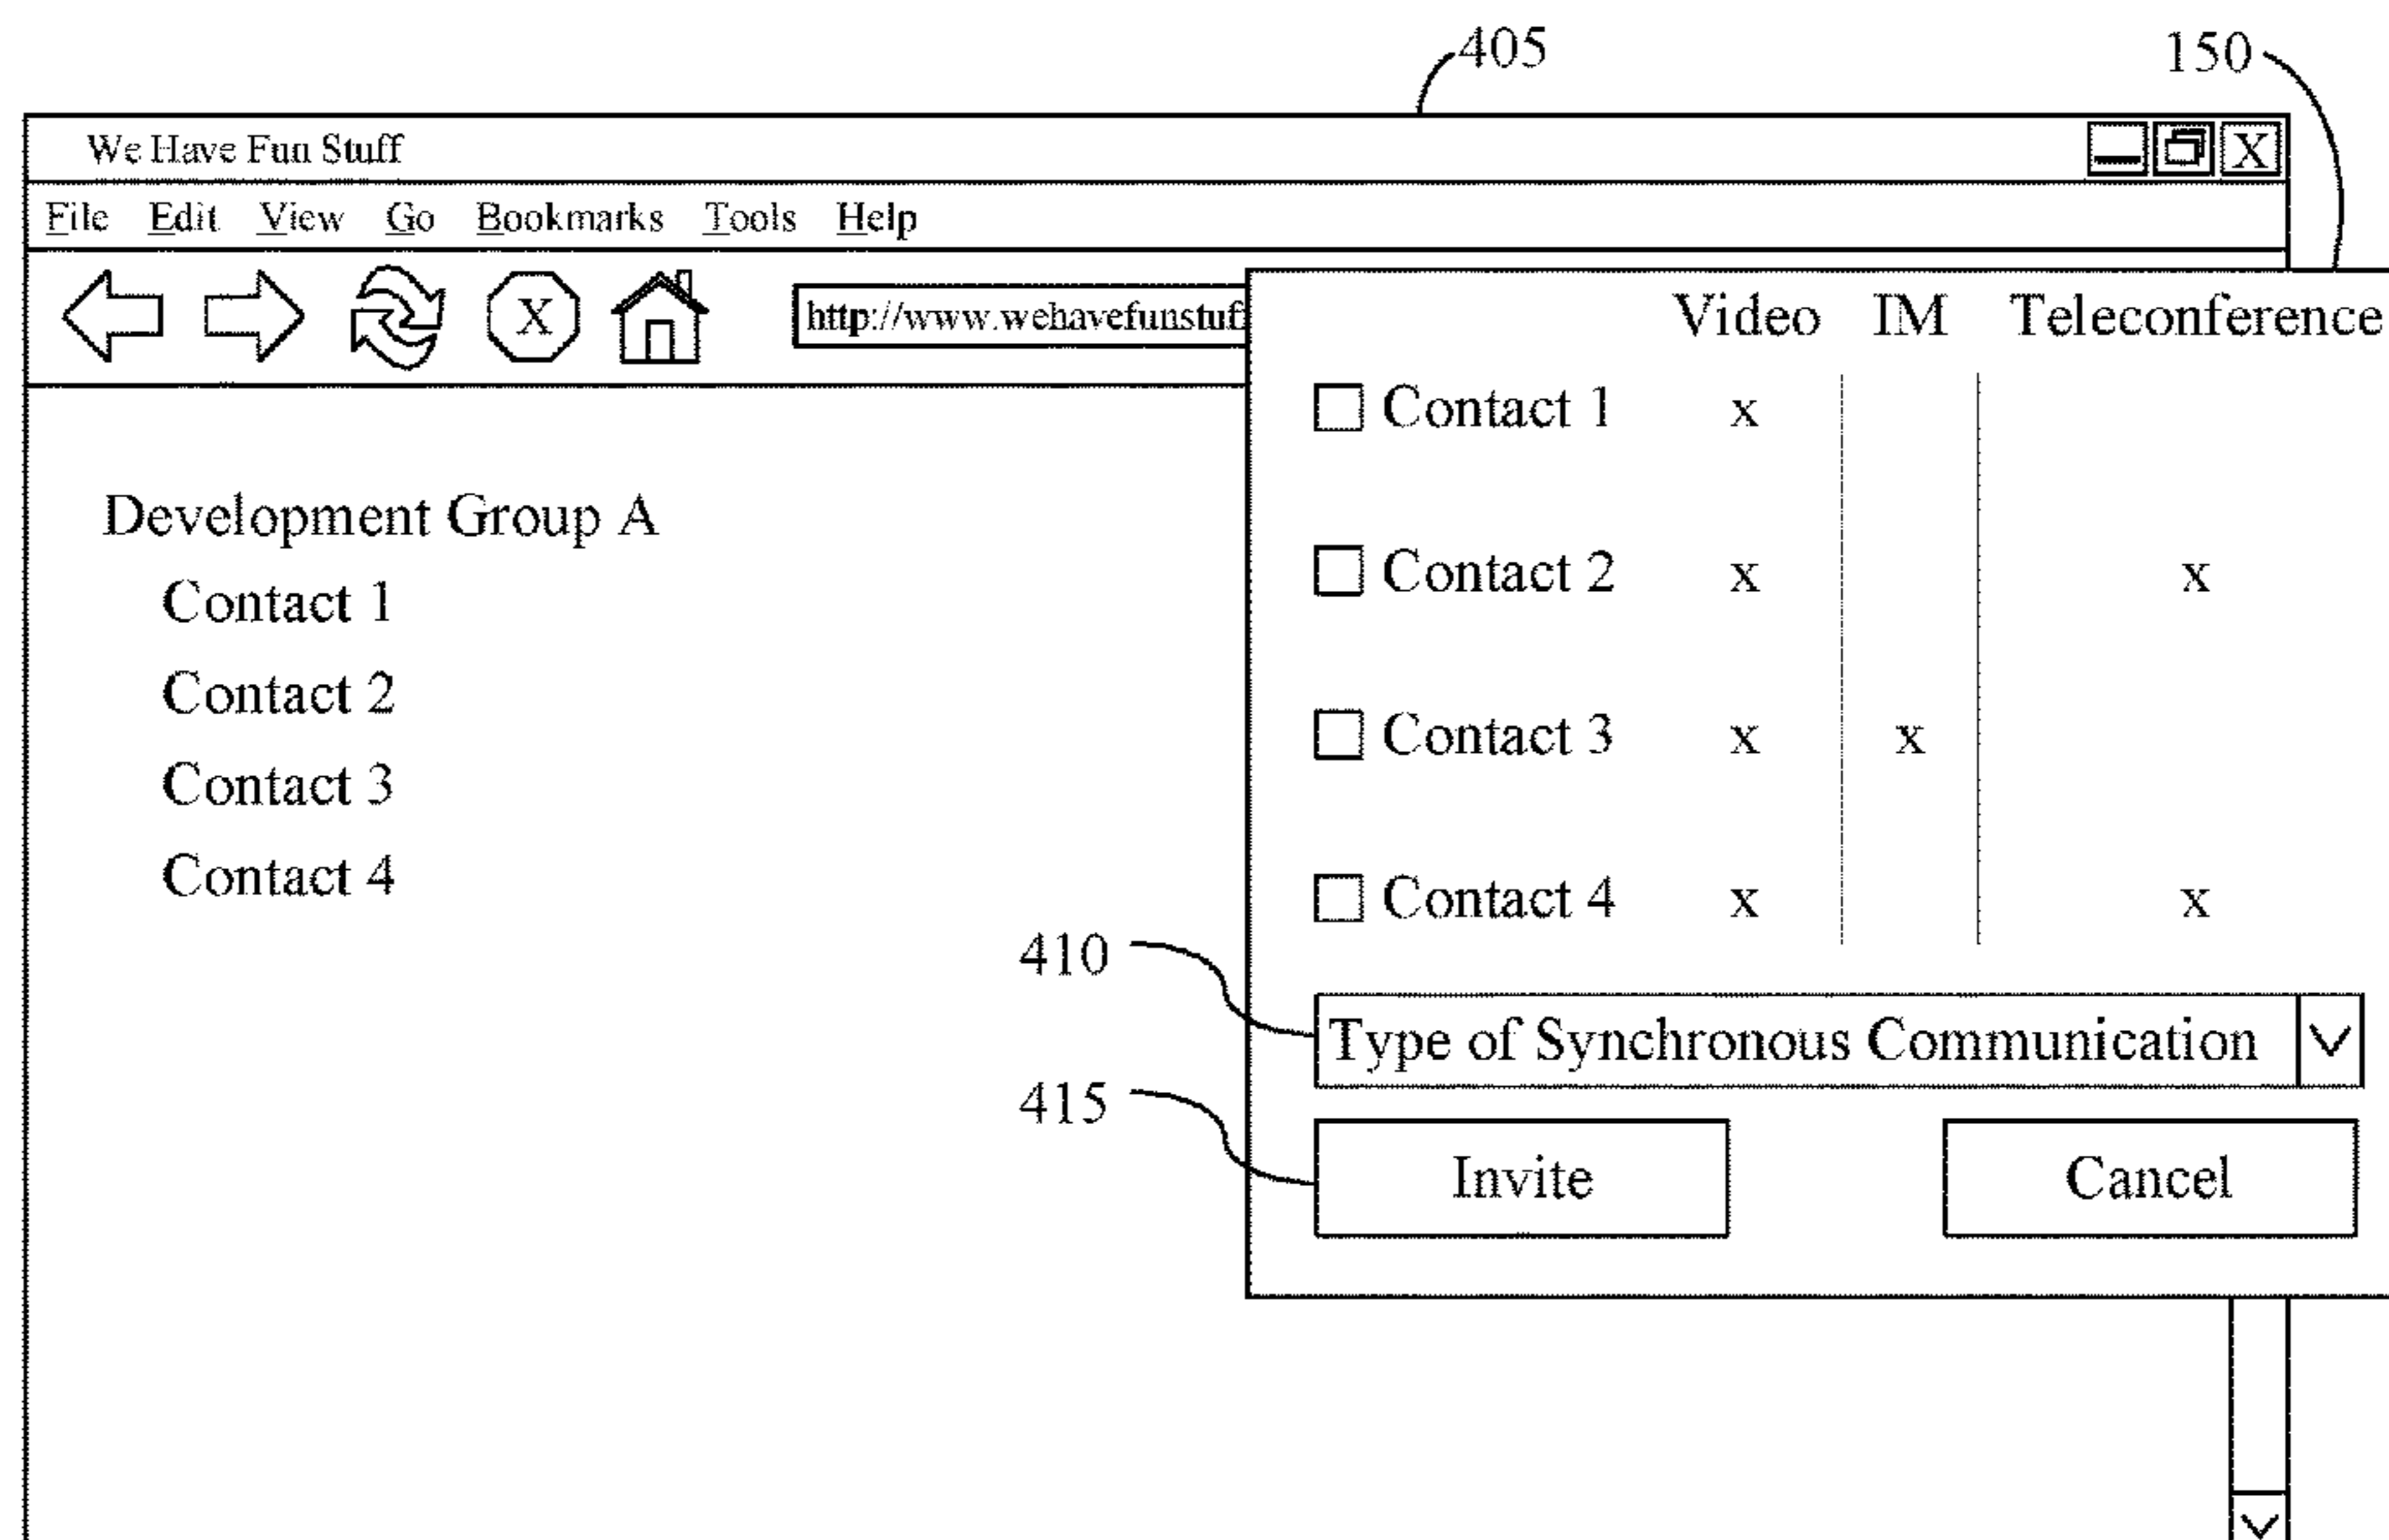 405
150
We Have Fun Stuff
X
File Edit View Go Bookmarks Tools Help
X
http://www.wehavefunstuf
Video IM Teleconference
Contact 1 x
Contact 2 x x
Contact 3 x x
Contact 4 x x
Development Group A
Contact 1
Contact 2
Contact 3
Contact 4
410
Type of Synchronous Communication
415
Invite Cancel